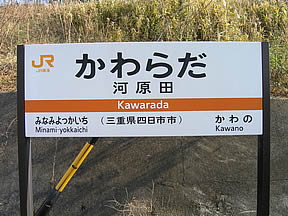 JR
JR東海
かわらだ
河原田
Kawarada
みなみよっかいち (三重県四日市市) かわの
Minami-yokkaichi Kawano